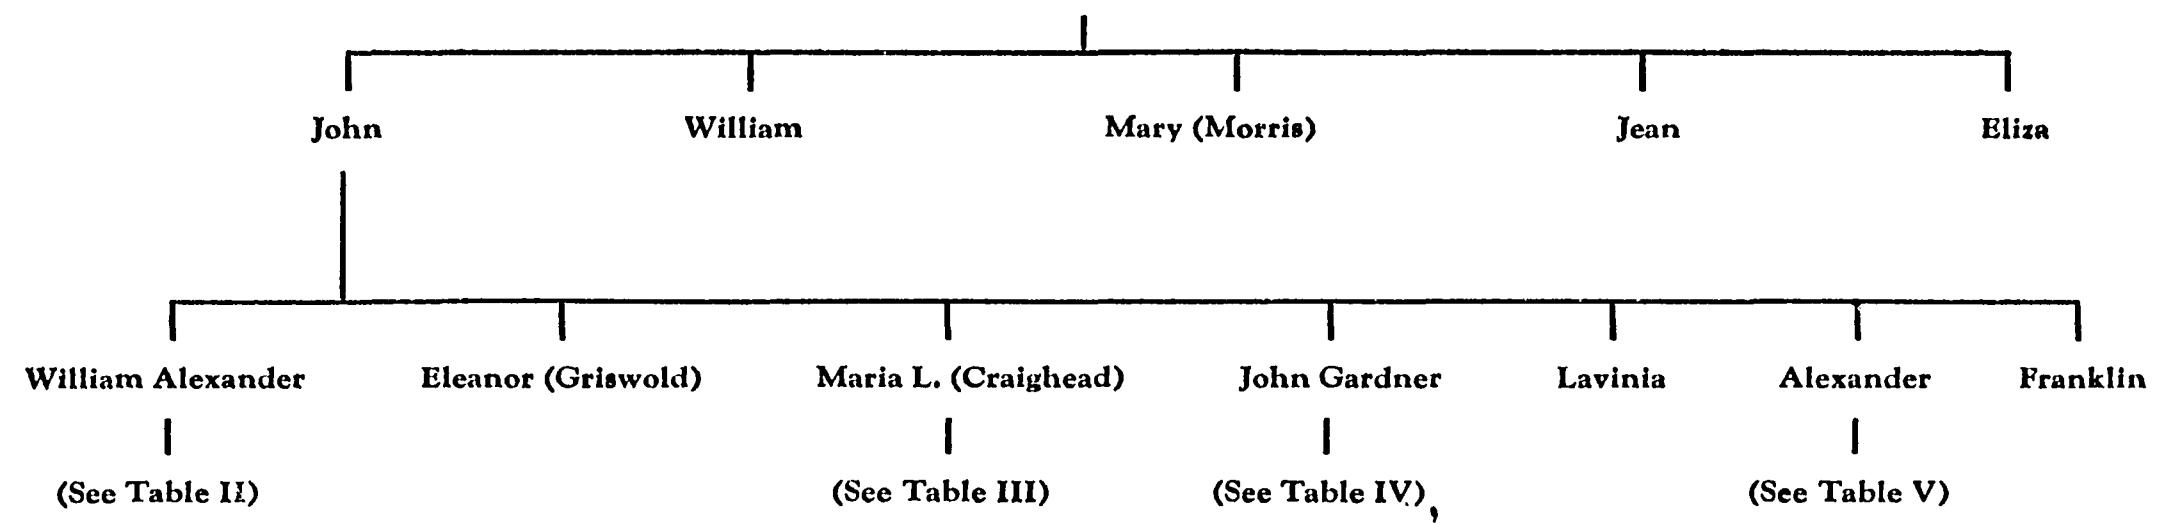 John William Mary (Morris) Jean Eliza
William Alexander Eleanor (Griswold) Maria L. (Craighead) John Gardner Lavinia Alexander Franklin
(See Table II) (See Table III) (See Table IV), (See Table V)